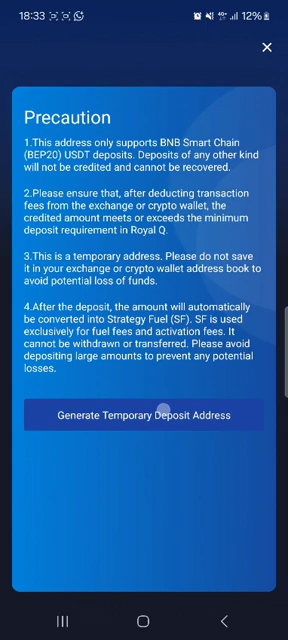 18:33
4G+
12%
Precaution
1.This address only supports BNB Smart Chain
(BEP20) USDT deposits. Deposits of any other kind
will not be credited and cannot be recovered.
2.Please ensure that, after deducting transaction
fees from the exchange or crypto wallet, the
credited amount meets or exceeds the minimum
deposit requirement in Royal Q.
3.This is a temporary address. Please do not save
it in your exchange or crypto wallet address book to
avoid potential loss of funds.
4.After the deposit, the amount will automatically
be converted into Strategy Fuel (SF). SF is used
exclusively for fuel fees and activation fees. It
cannot be withdrawn or transferred. Please avoid
depositing large amounts to prevent any potential
losses.
Generate Temporary Deposit Address